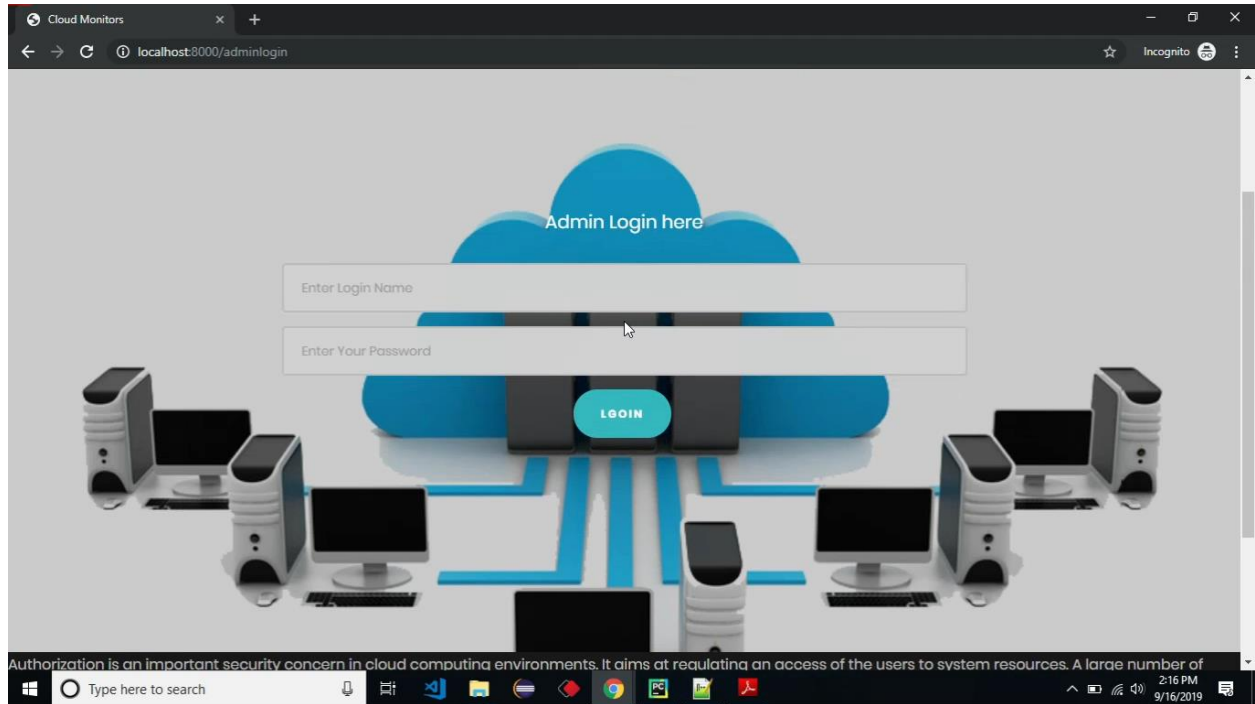 Cloud Monitors
localhost:8000/adminlogin
Incognito
Admin Login here
Enter Login Name
Enter Your Password
LGOIN
Authorization is an important security concern in cloud computing environments. It aims at regulating an access of the users to system resources. A large number of
Type here to search
PC
2:16 PM
9/16/2019